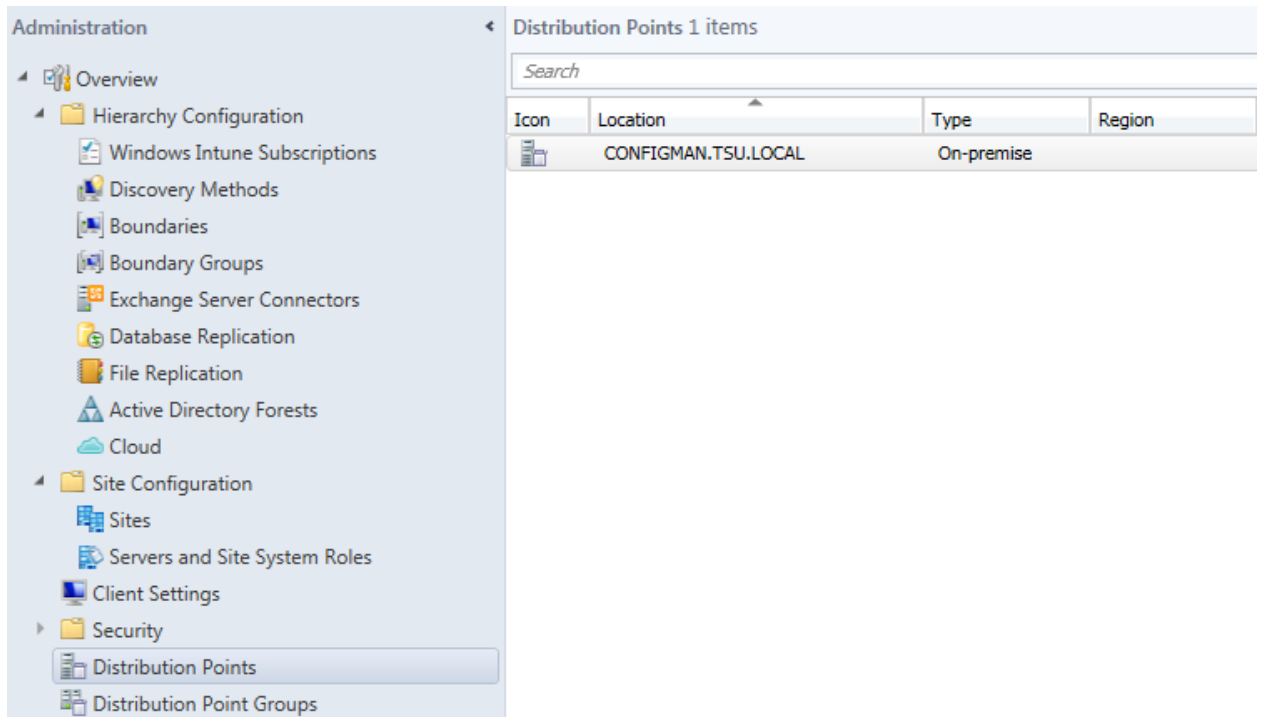 Administration
Overview
Hierarchy Configuration
Windows Intune Subscriptions
Discovery Methods
Boundaries
Boundary Groups
Exchange Server Connectors
Database Replication
File Replication
Active Directory Forests
Cloud
Site Configuration
Sites
Servers and Site System Roles
Client Settings
Security
Distribution Points
Distribution Point Groups
Distribution Points 1 items
Search
Icon Location Type Region
CONFIGMAN.TSU.LOCAL On-premise